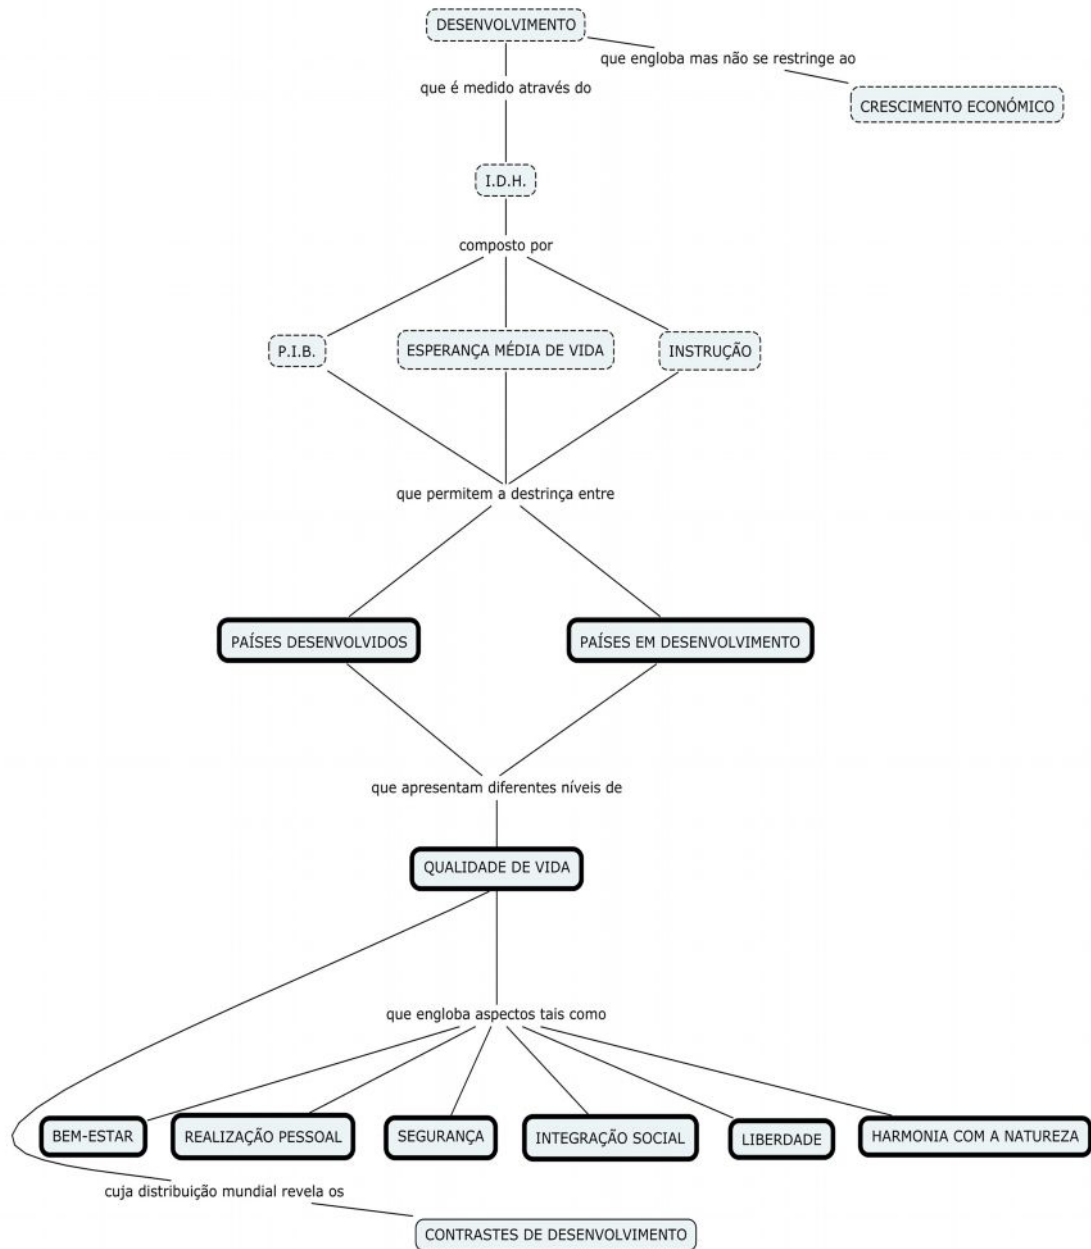 DESENVOLVIMENTO
que engloba mas não se restringe ao
que é medido através do
CRESCIMENTO ECONÓMICO
I.D.H.
composto por
P.I.B.
ESPERANÇA MÉDIA DE VIDA
INSTRUÇÃO
que permitem a destrinça entre
PAÍSES DESENVOLVIDOS
PAÍSES EM DESENVOLVIMENTO
que apresentam diferentes níveis de
QUALIDADE DE VIDA
que engloba aspectos tais como
BEM-ESTAR
REALIZAÇÃO PESSOAL
SEGURANÇA
INTEGRAÇÃO SOCIAL
LIBERDADE
HARMONIA COM A NATUREZA
cuja distribuição mundial revela os
CONTRASTES DE DESENVOLVIMENTO